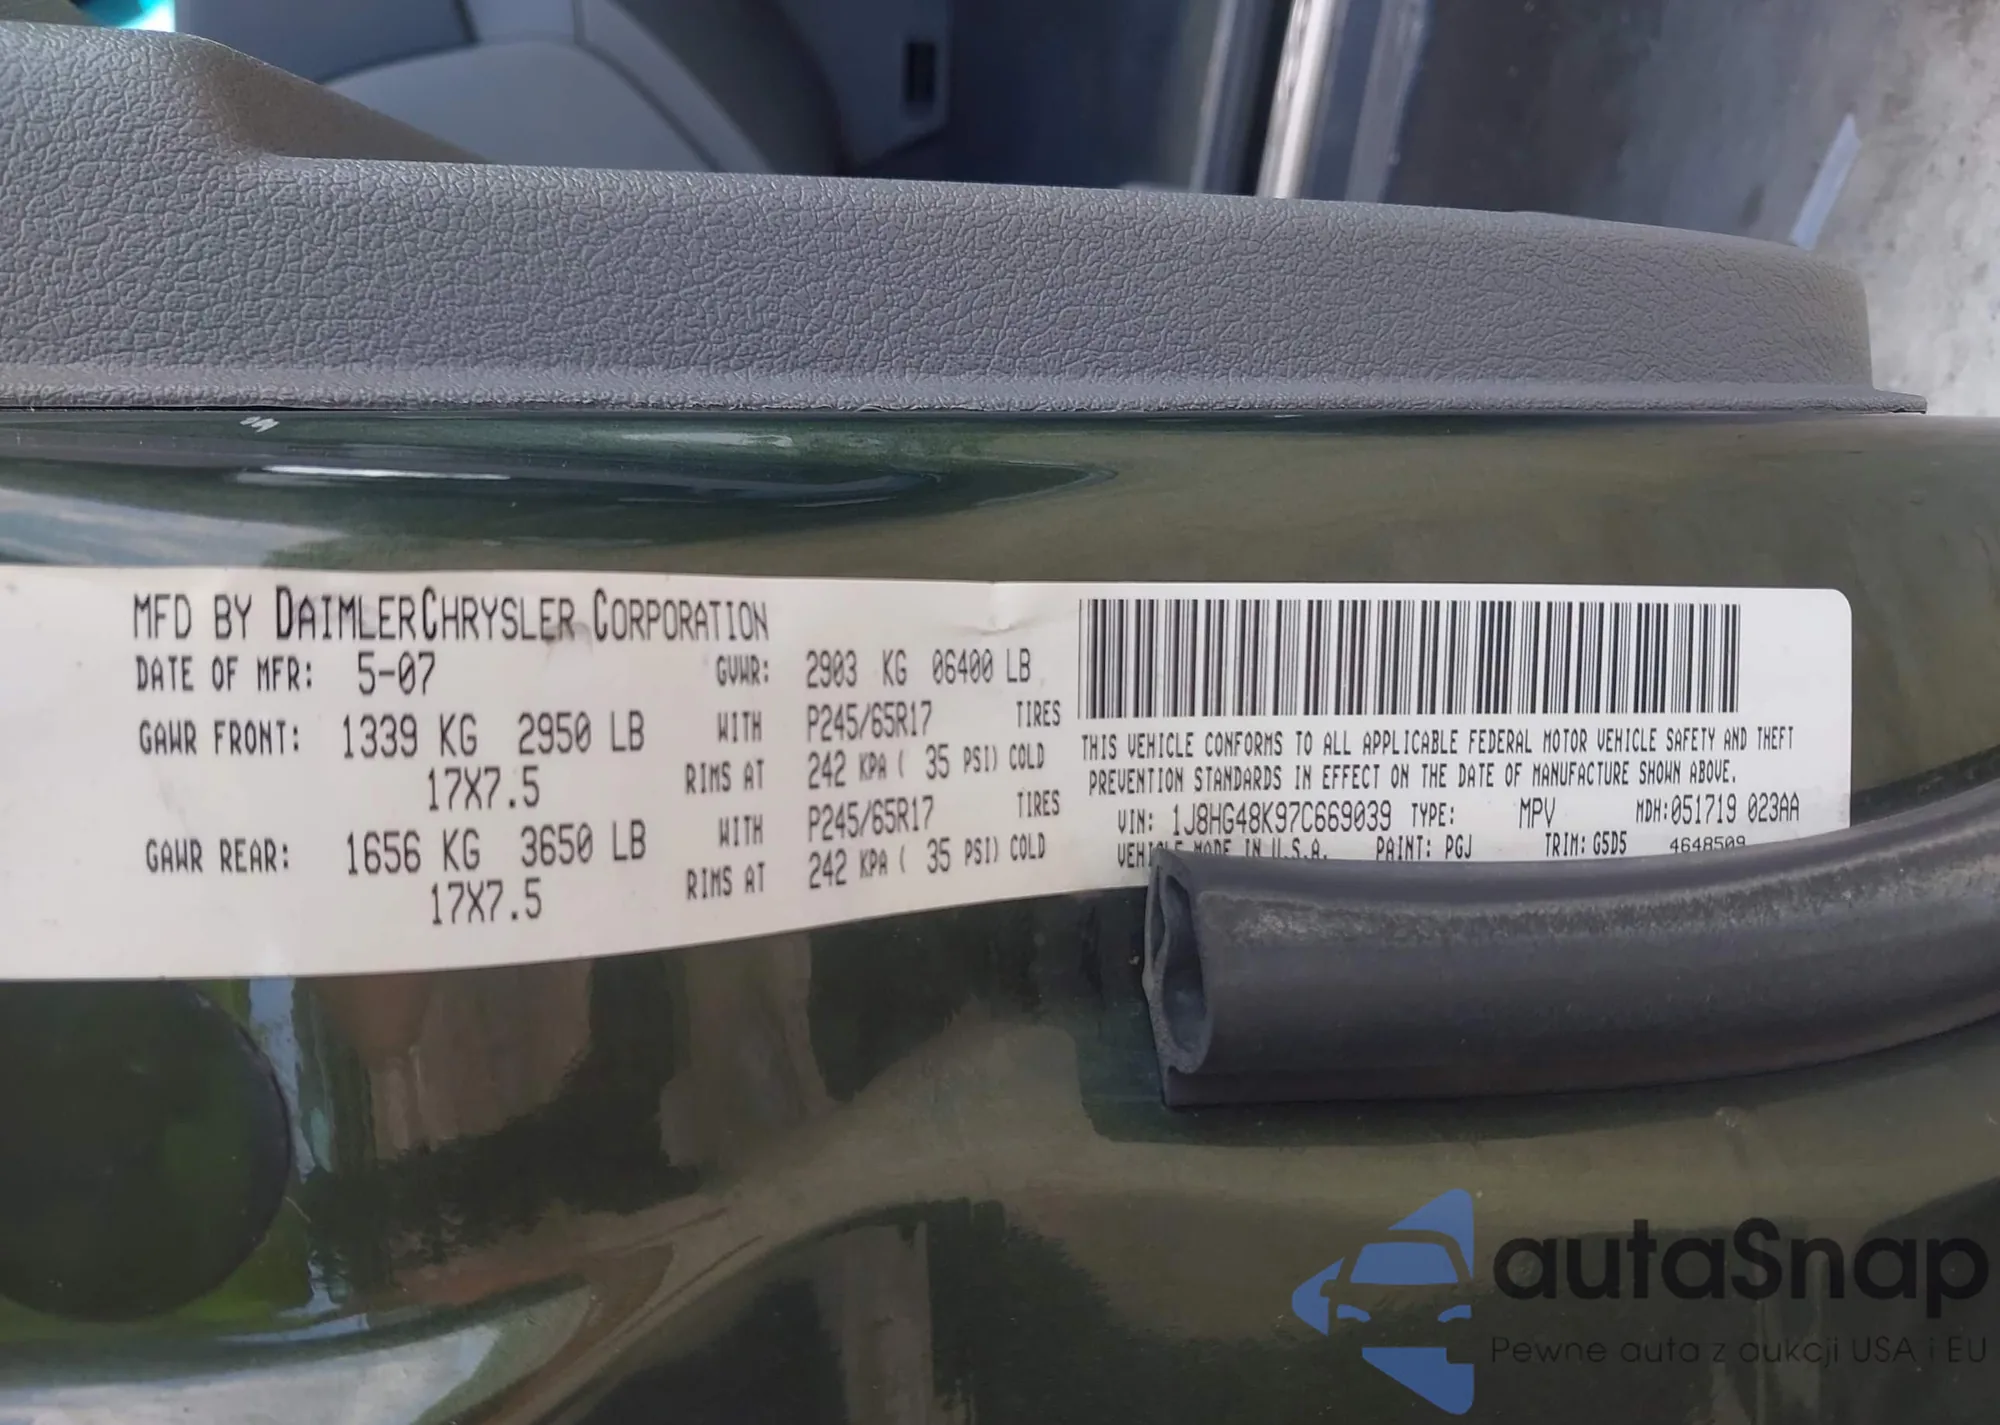 MFD BY DAIMLERCHRYSLER CORPORATION
DATE OF MFR: 5-07 GVWR: 2903 KG 06400 LB
GAWR FRONT: 1339 KG 2950 LB WITH P245/65R17 TIRES
17X7.5 RIMS AT 242 KPA ( 35 PSI) COLD
GAWR REAR: 1656 KG 3650 LB WITH P245/65R17 TIRES
17X7.5 RIMS AT 242 KPA ( 35 PSI) COLD
THIS VEHICLE CONFORMS TO ALL APPLICABLE FEDERAL MOTOR VEHICLE SAFETY AND THEFT
PREVENTION STANDARDS IN EFFECT ON THE DATE OF MANUFACTURE SHOWN ABOVE.
VIN: 1J8HG48K97C669039 TYPE: MPV MDH:051719 023AA
VEHICLE MADE IN U.S.A. PAINT: PGJ TRIM: G5D5 4648509
autaSnap
Pewne auta z aukcji USA i EU